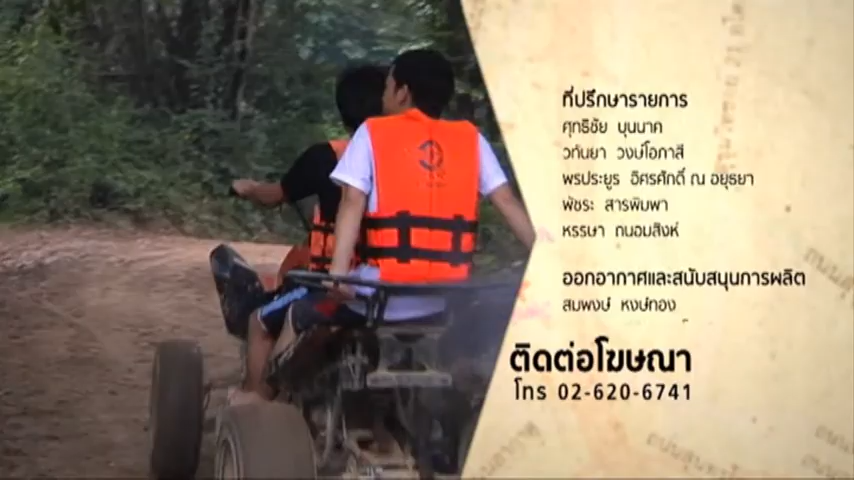 ที่ปรึกษารายการ
ศุทธิชัย บุนนาค
วทันยา วงษ์โอภาสี
พรประยูร อิศรศักดิ์ ณ อยุธยา
พัชระ สารพิมพา
หรรษา ถนอมสิงห์
ออกอากาศและสนับสนุนการผลิต
สมพงษ์ หงษ์ทอง
ติดต่อโฆษณา
โทร 02-620-6741